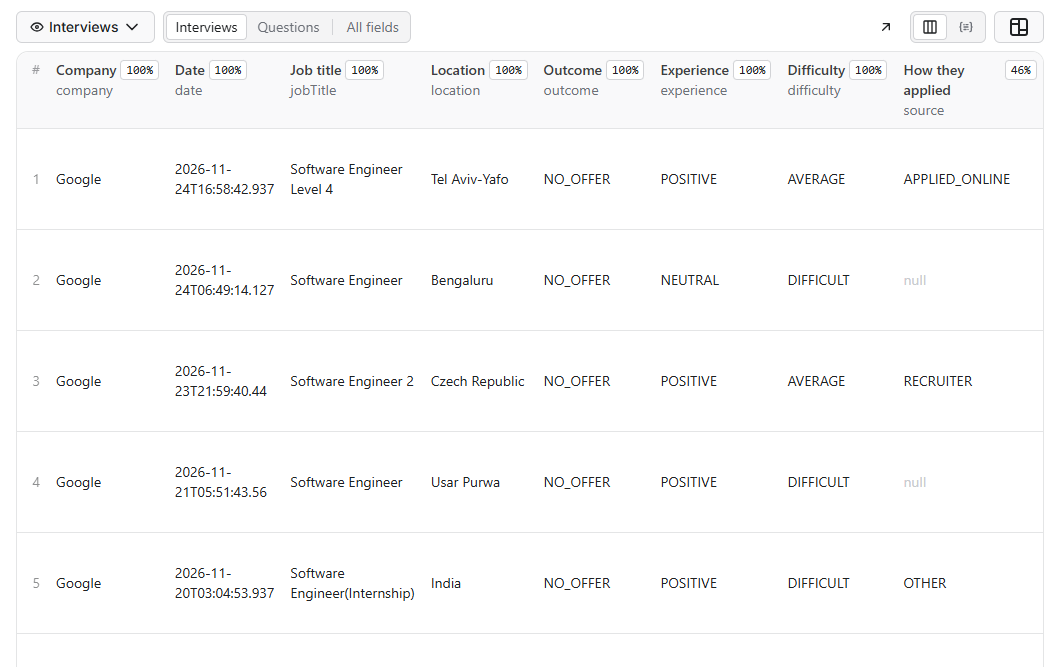 Interviews
Interviews Questions All fields
# Company 100% Date 100% Job title 100% Location 100% Outcome 100% Experience 100% Difficulty 100% How they applied 46%
company date jobTitle location outcome experience difficulty source
1 Google 2026-11-24T16:58:42.937 Software Engineer Level 4 Tel Aviv-Yafo NO_OFFER POSITIVE AVERAGE APPLIED_ONLINE
2 Google 2026-11-24T06:49:14.127 Software Engineer Bengaluru NO_OFFER NEUTRAL DIFFICULT null
3 Google 2026-11-23T21:59:40.44 Software Engineer 2 Czech Republic NO_OFFER POSITIVE AVERAGE RECRUITER
4 Google 2026-11-21T05:51:43.56 Software Engineer Usar Purwa NO_OFFER POSITIVE DIFFICULT null
5 Google 2026-11-20T03:04:53.937 Software Engineer(Internship) India NO_OFFER POSITIVE DIFFICULT OTHER